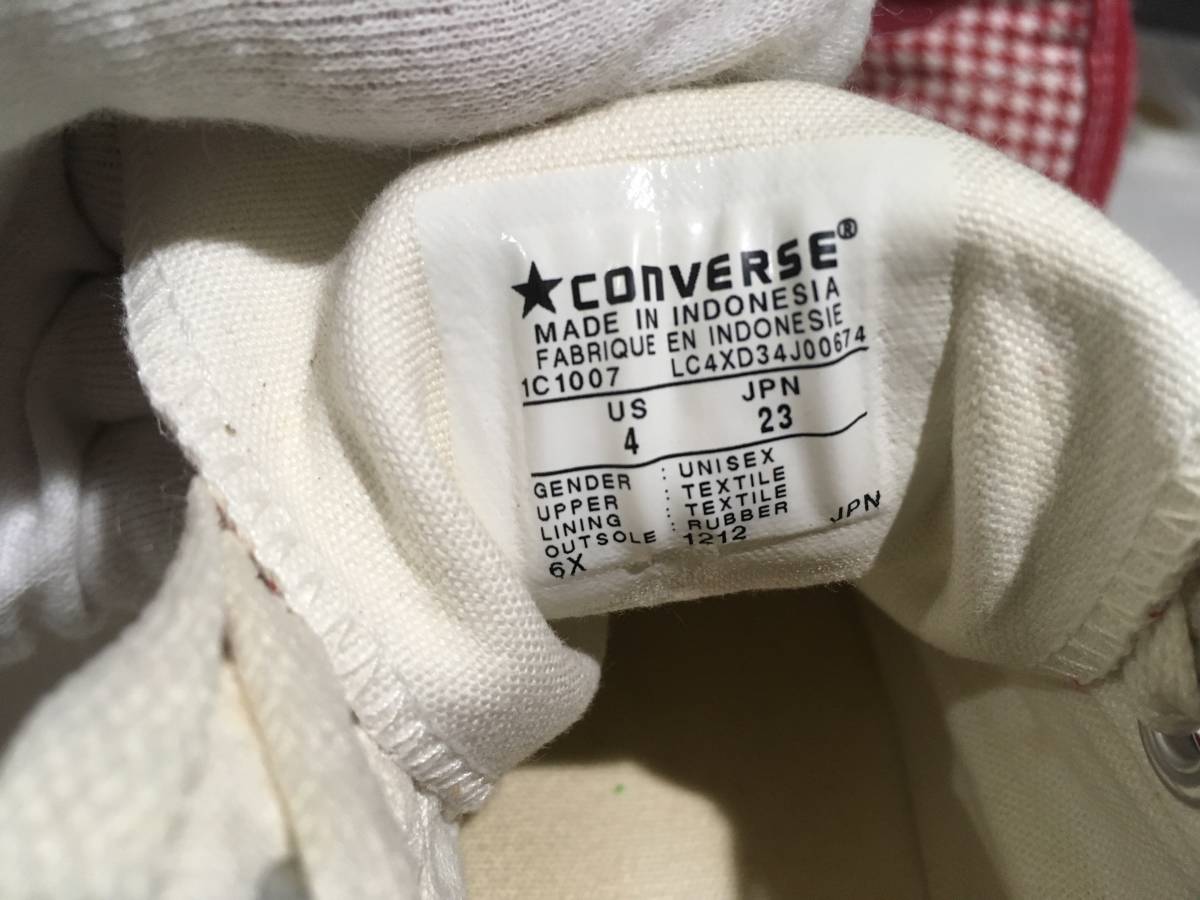 ★CONVERSE®
MADE IN INDONESIA
FABRIQUE EN INDONESIE
1C1007 LC4XD34J00674
US JPN
4 23
GENDER : UNISEX
UPPER : TEXTILE
LINING : TEXTILE
OUTSOLE : RUBBER
6X 1212 JPN